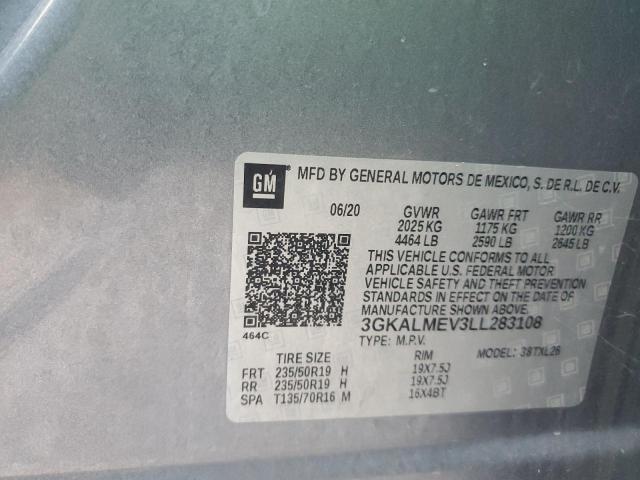 GM ® MFD BY GENERAL MOTORS DE MEXICO, S. DE R.L. DE C.V.
06/20 GVWR GAWR FRT GAWR RR
2025 KG 1175 KG 1200 KG
4464 LB 2590 LB 2645 LB
THIS VEHICLE CONFORMS TO ALL
APPLICABLE U.S. FEDERAL MOTOR
VEHICLE SAFETY AND THEFT PREVENTION
STANDARDS IN EFFECT ON THE DATE OF
MANUFACTURE SHOWN ABOVE.
464C 3GKALMEV3LL283108
TYPE: M.P.V. MODEL: 38TXL26
TIRE SIZE RIM
FRT 235/50R19 H 19X7.5J
RR 235/50R19 H 19X7.5J
SPA T135/70R16 M 16X4BT